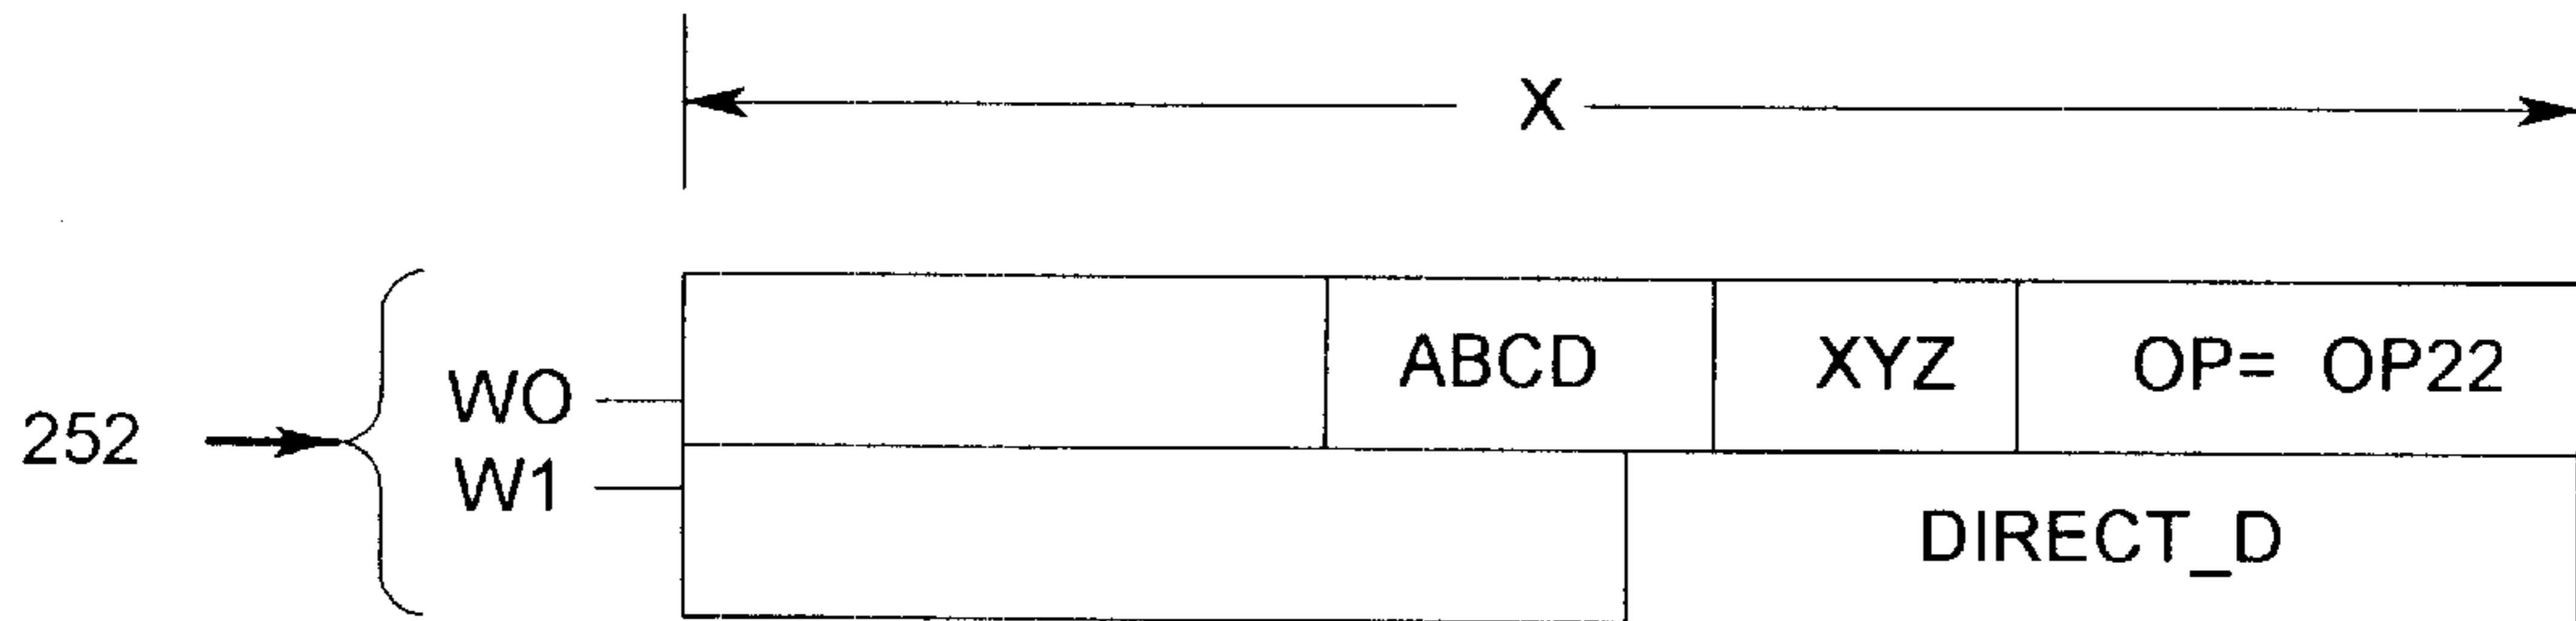 X
WO ABCD XYZ OP= OP22
252
W1 DIRECT_D